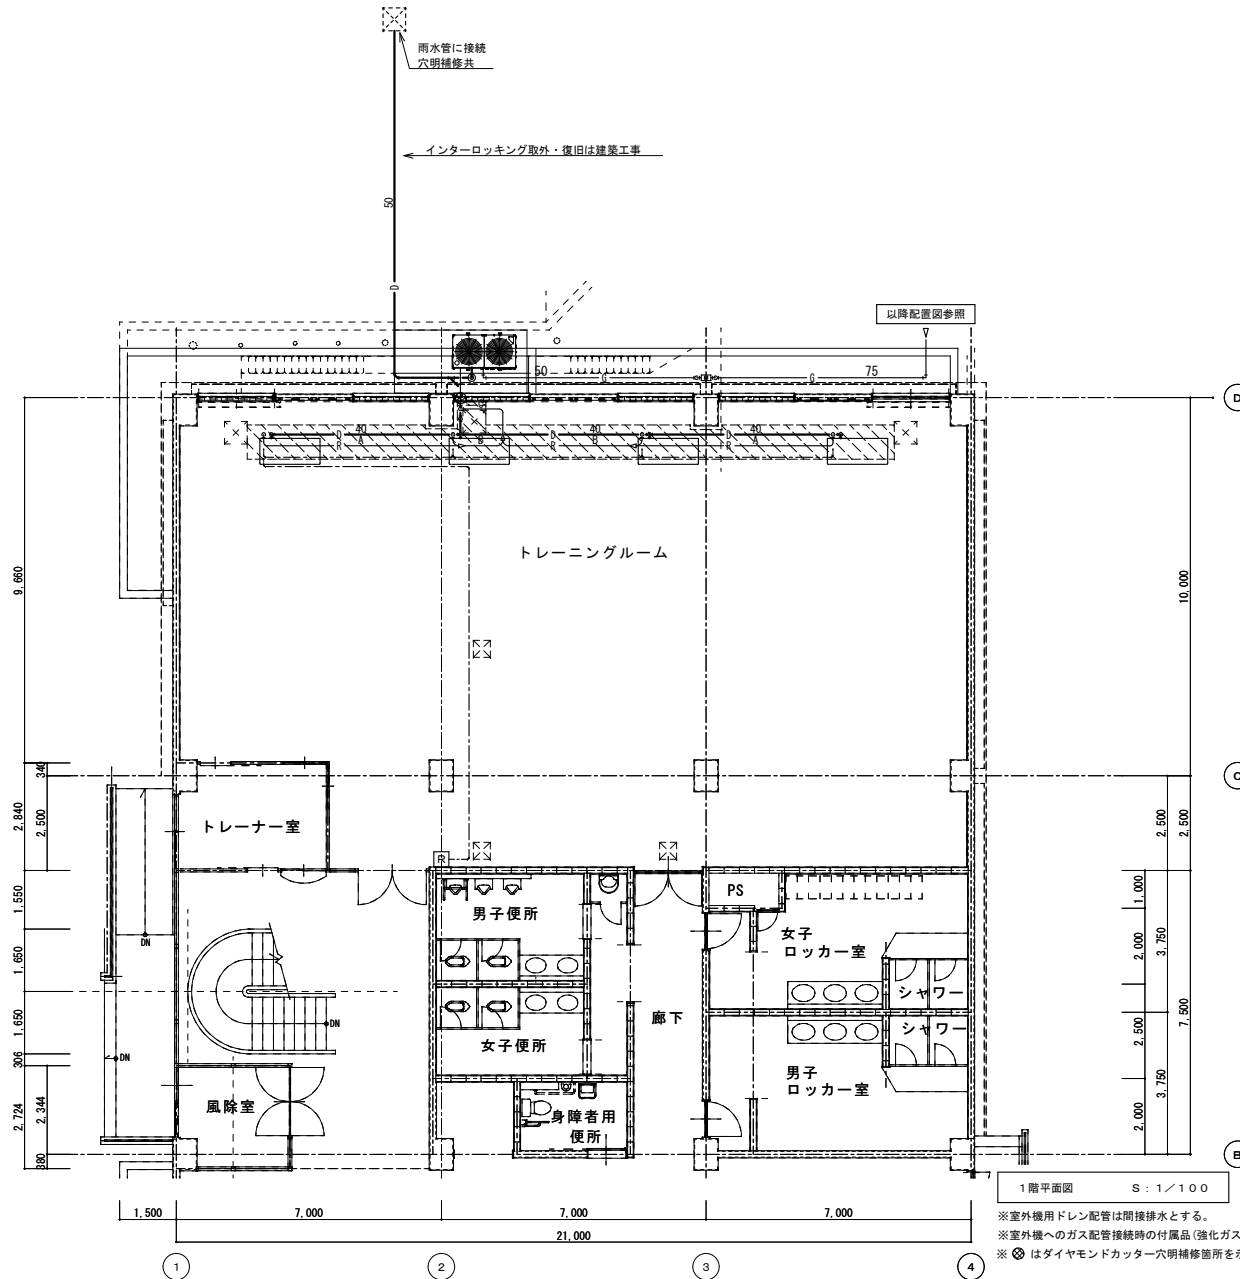 雨水管に接続
穴明補修共
インターロッキング取外・復旧は建築工事
50
D
以降配置図参照
50
G
G
75
D
40
D
A
R
B
40
D
B
R
40
D
A
R
トレーニングルーム
9,660
10,000
340
2,840
2,500
C
2,500
2,500
トレーナー室
R
PS
男子便所
女子
ロッカー室
シャワー
シャワー
廊下
女子便所
男子
ロッカー室
身障者用
便所
風除室
DN
DN
DN
1,550
1,650
1,650
306
2,724
2,344
380
1,000
2,000
3,750
7,500
2,500
3,750
2,000
B
1階平面図 S:1/100
※室外機用ドレン配管は間接排水とする。
※室外機へのガス配管接続時の付属品(強化ガス
※ ⊗ はダイヤモンドカッター穴明補修箇所を
1,500
7,000
7,000
7,000
21,000
1
2
3
4